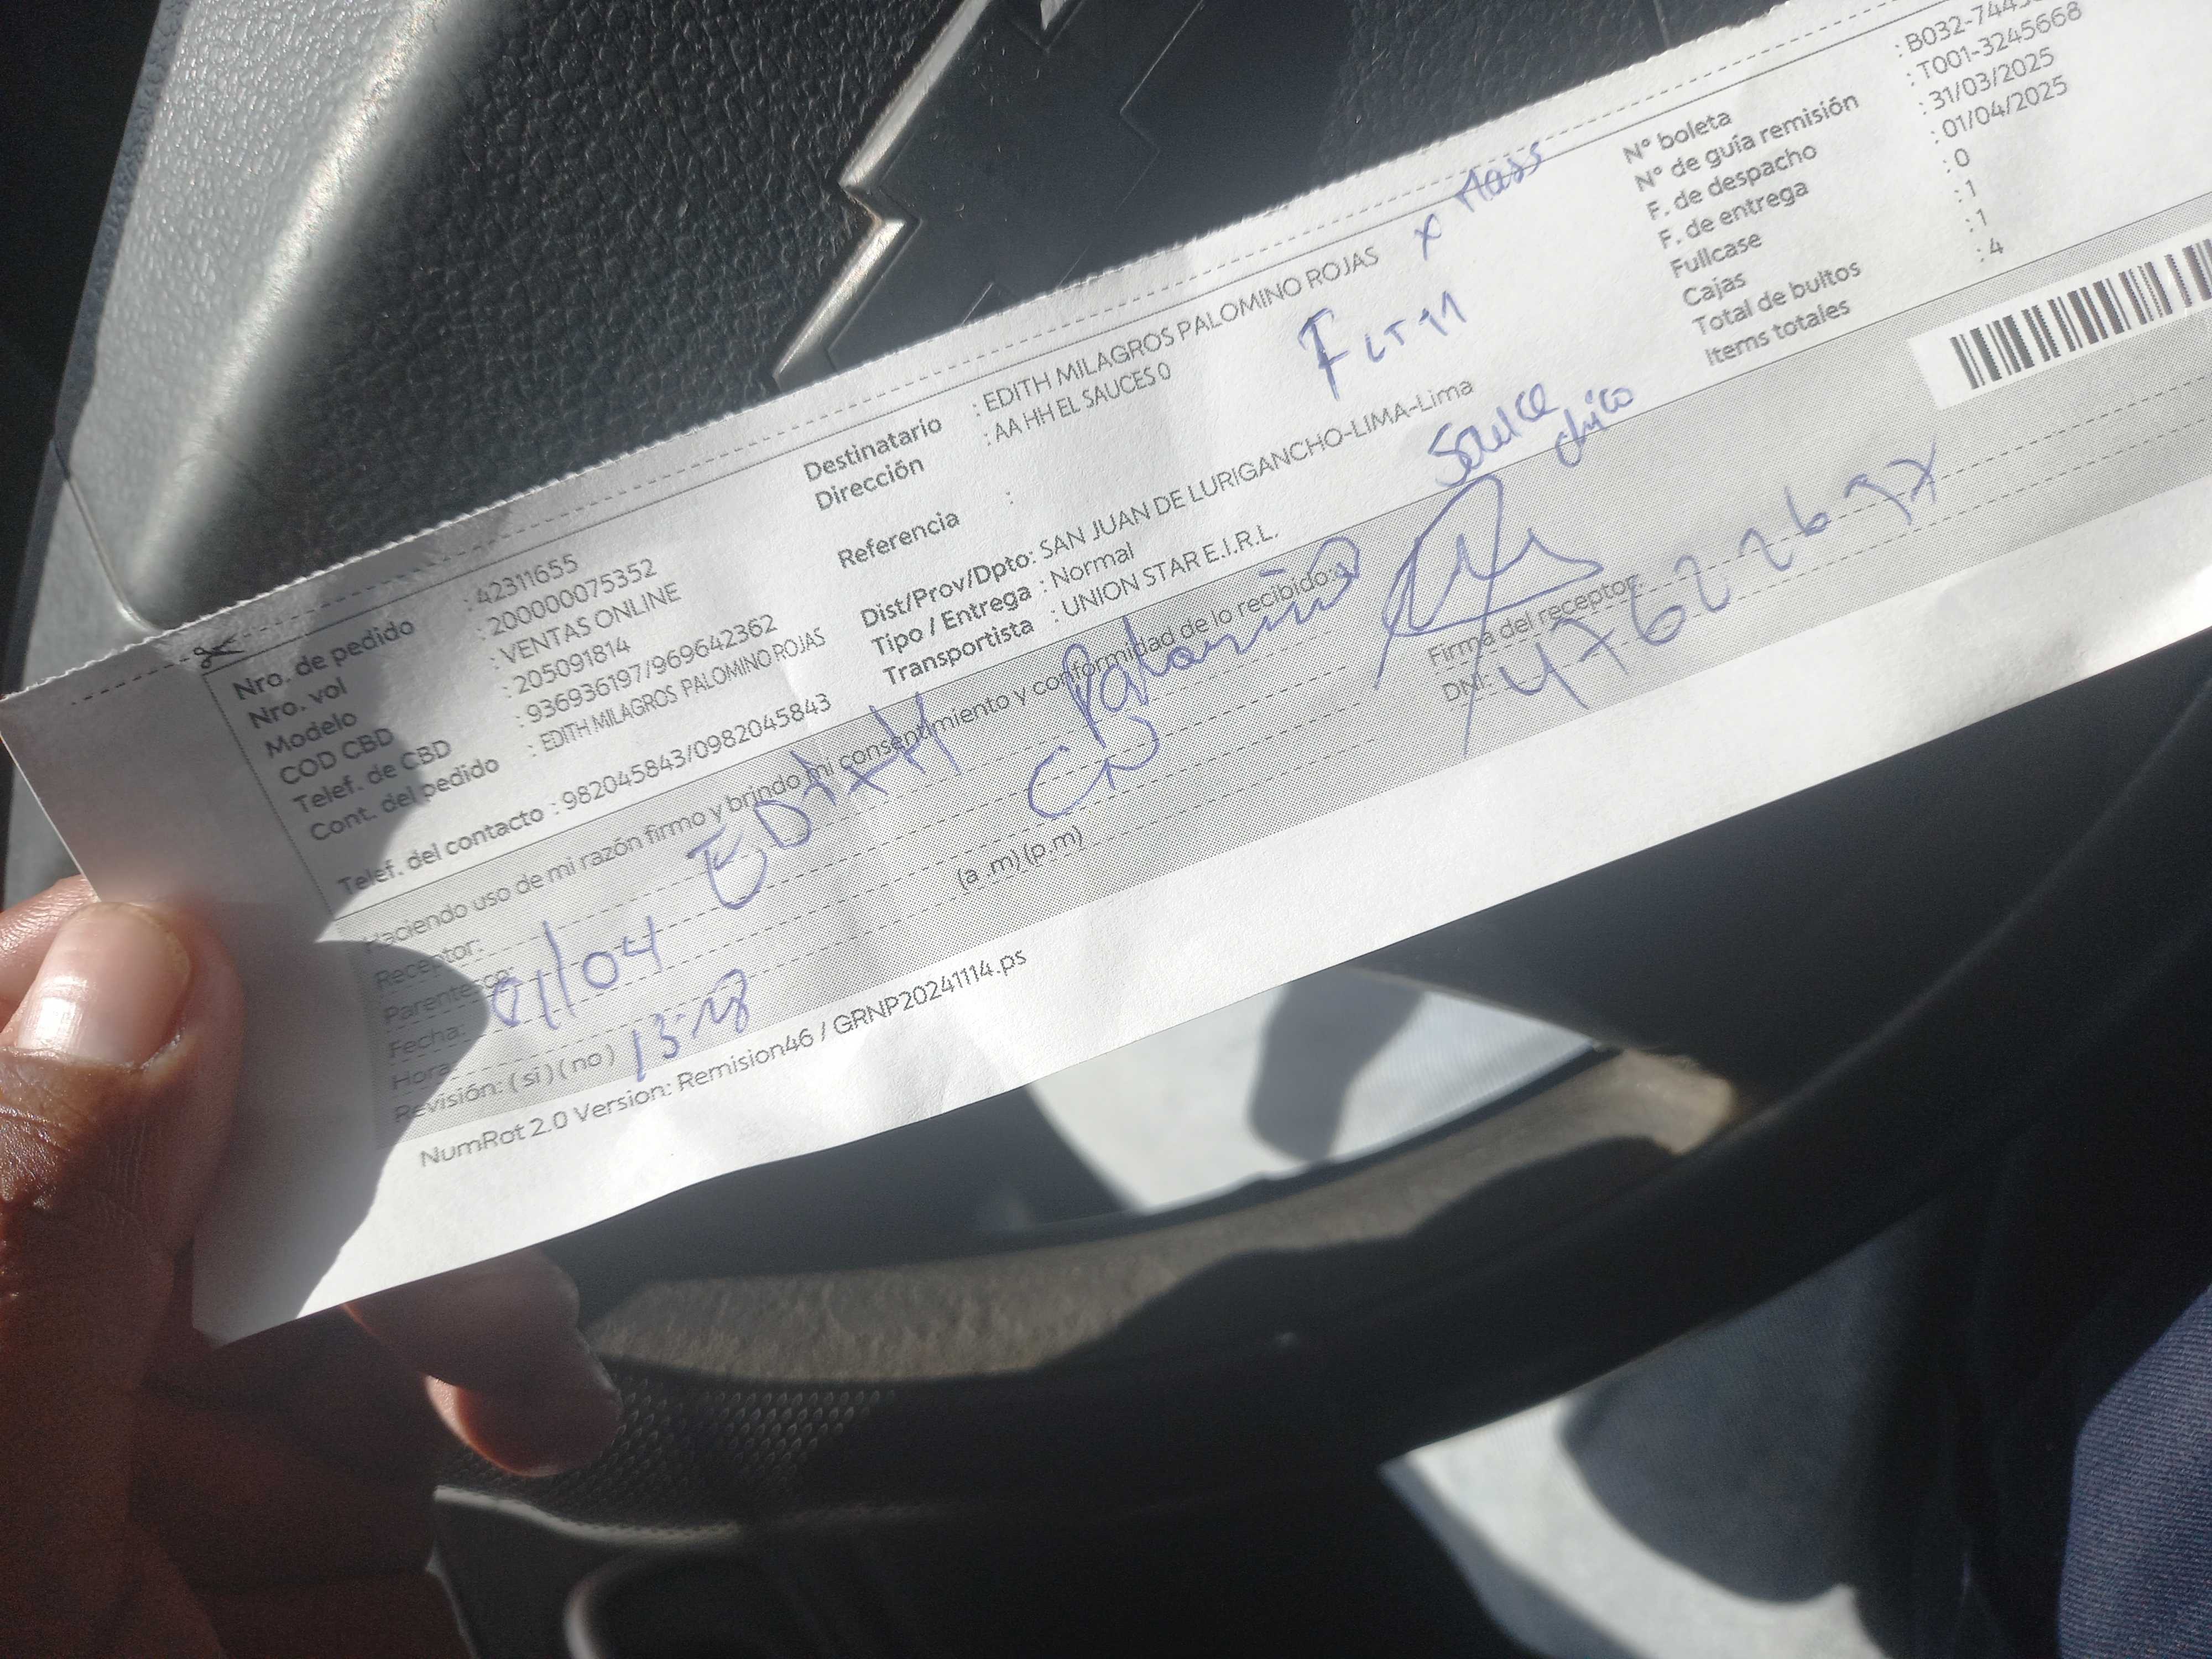 Nro. de pedido : 42311655
Nro. vol : 200000075352
Modelo : VENTAS ONLINE
COD CBD : 205091814
Telef. de CBD : 936936197/969642362
Cont. del pedido : EDITH MILAGROS PALOMINO ROJAS
Telef. del contacto : 982045843/0982045843
Destinatario : EDITH MILAGROS PALOMINO ROJAS x Mass
Dirección : AA HH EL SAUCES 0
F LT 11
Referencia :
Dist/Prov/Dpto: SAN JUAN DE LURIGANCHO-LIMA-Lima
Sauce chico
Tipo / Entrega : Normal
Transportista : UNION STAR E.I.R.L.
N° boleta : B032-744
N° de guía remisión : T001-3245668
F. de despacho : 31/03/2025
F. de entrega : 01/04/2025
Fullcase : 0
Cajas : 1
Total de bultos : 1
Items totales : 4
Haciendo uso de mi razón firmo y brindo mi consentimiento y conformidad de lo recibido:
Receptor: EDITH Palomino
Parentesco:
Fecha: 01/04
Hora: 13:18 (a .m) (p.m)
Revisión: (si) (no)
Firma del receptor:
DNI: 476226
NumRot 2.0 Version: Remision46 / GRNP20241114.ps